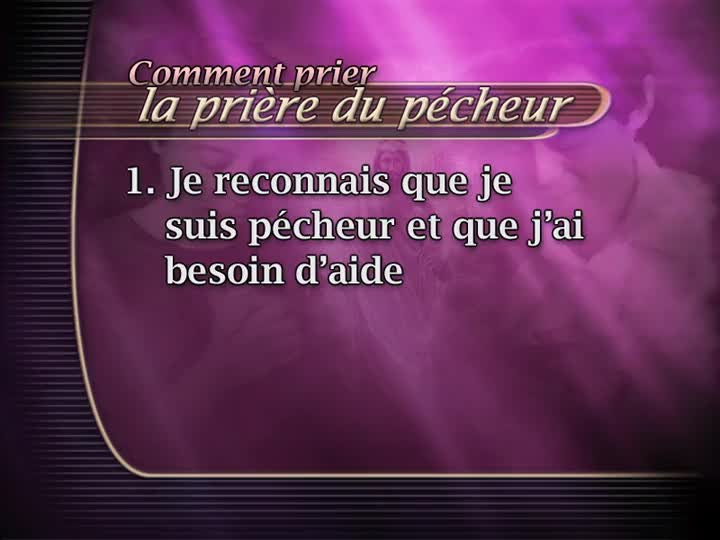 Comment prier
la prière du pécheur
1. Je reconnais que je
suis pécheur et que j’ai
besoin d’aide